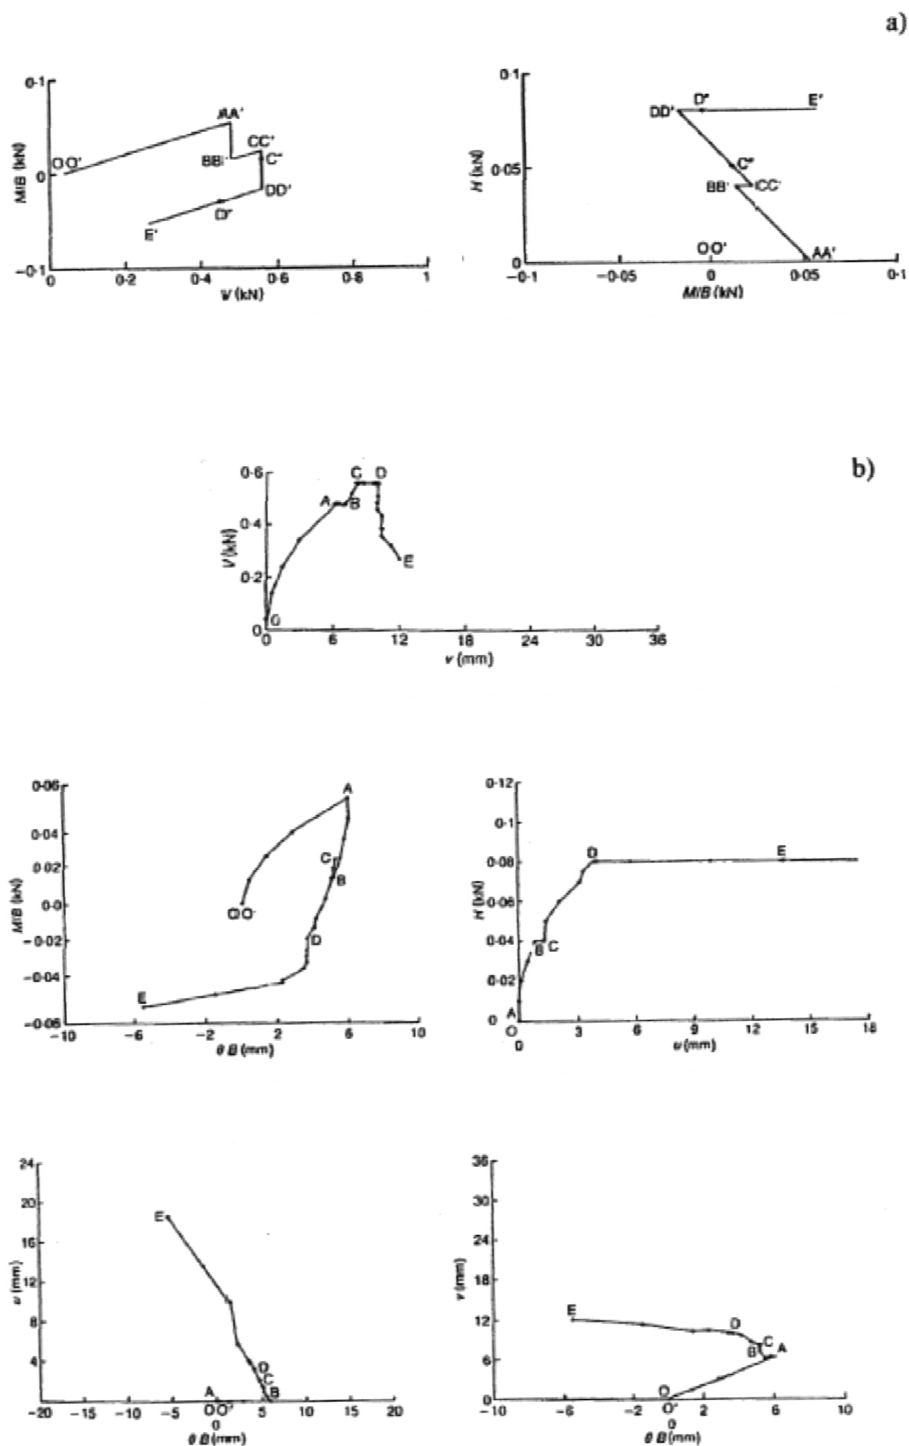 a)
0·1
M/B (kN)
0
−0·1
OO'
AA'
BB'
CC'
C"
DD'
D"
E'
0 0·2 0·4 0·6 0·8 1
V (kN)
0·1
H (kN)
0·05
0
DD'
D"
E'
C"
BB'
CC'
OO'
AA'
−0·1 −0·05 0 0·05 0·1
M/B (kN)
b)
0·6
0·4
V (kN)
0·2
0
C D
A B
E
O
0 6 12 18 24 30 36
v (mm)
0·06
0·04
0·02
M/B (kN)
0·0
−0·02
−0·04
−0·06
A
C
B
OO'
D
E
−10 −6 −2 2 6 10
θB (mm)
0·12
0·1
0·08
H (kN)
0·06
0·04
0·02
0
D E
B C
A
O
0 3 6 9 12 15 18
u (mm)
24
20
16
u (mm)
12
8
4
E
D
C
B
A
OO'
−20 −15 −10 −5 0 5 10 15 20
θB (mm)
36
30
24
v (mm)
18
12
6
0
E
D
C
B
A
O
O'
−10 −6 −2 0 2 6 10
θB (mm)